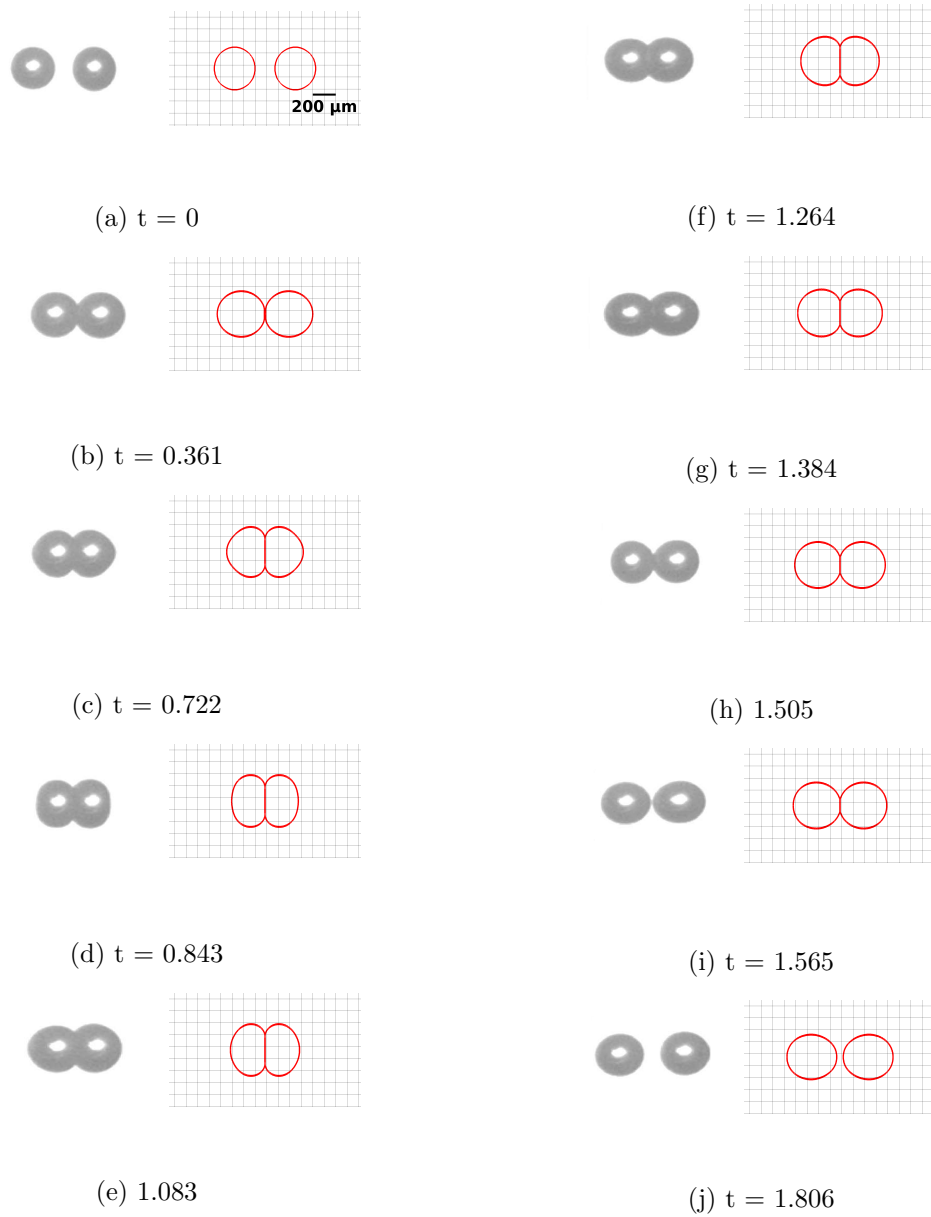 200 µm
(a) t = 0
(b) t = 0.361
(c) t = 0.722
(d) t = 0.843
(e) 1.083
(f) t = 1.264
(g) t = 1.384
(h) 1.505
(i) t = 1.565
(j) t = 1.806